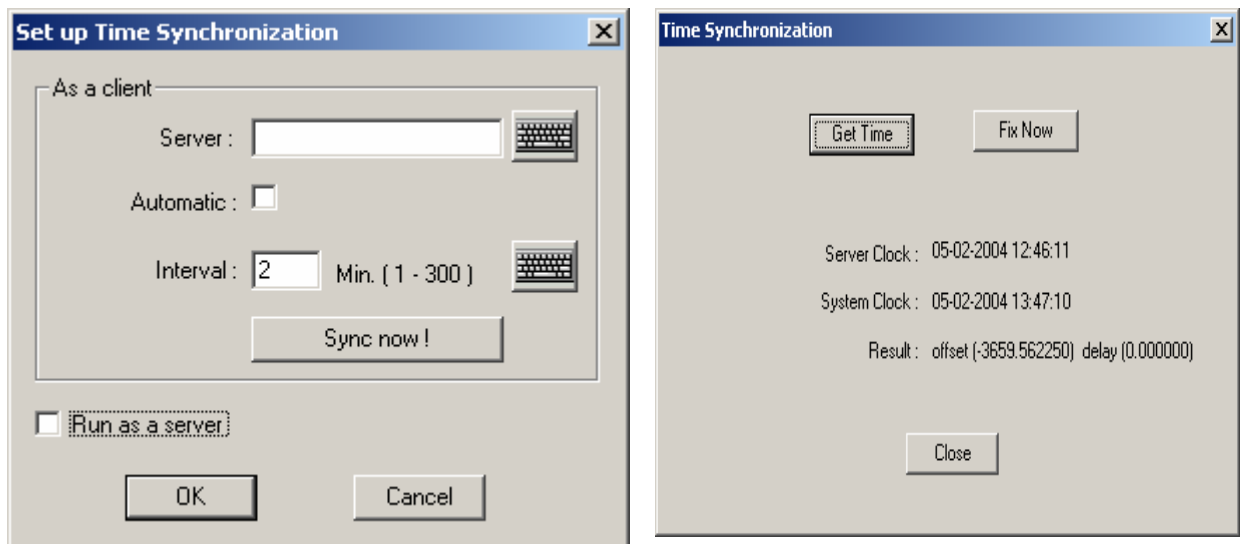 Set up Time Synchronization
As a client
Server :
Automatic :
Interval : 2 Min. ( 1 - 300 )
Sync now !
Run as a server
OK Cancel
Time Synchronization
Get Time Fix Now
Server Clock : 05-02-2004 12:46:11
System Clock : 05-02-2004 13:47:10
Result : offset (-3659.562250) delay (0.000000)
Close